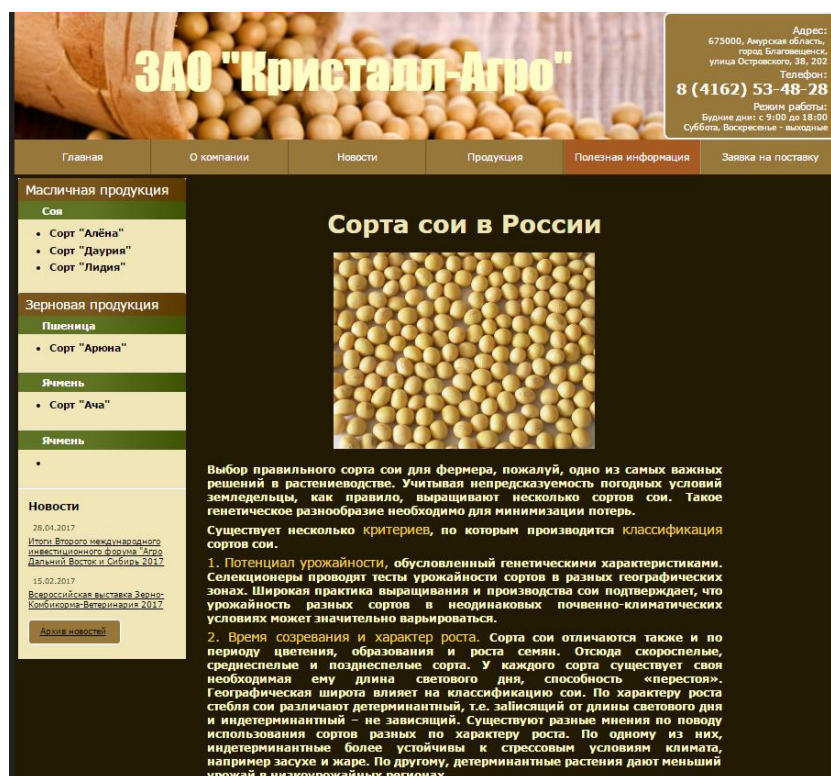 ЗАО "Кристалл-Агро"
Адрес:
675000, Амурская область,
город Благовещенск,
улица Островского, 38, 202
Телефон:
8 (4162) 53-48-28
Режим работы:
Будние дни: с 9:00 до 18:00
Суббота, Воскресенье - выходные
Главная
О компании
Новости
Продукция
Полезная информация
Заявка на поставку
Масличная продукция
Соя
Сорт "Алёна"
Сорт "Даурия"
Сорт "Лидия"
Зерновая продукция
Пшеница
Сорт "Арюна"
Ячмень
Сорт "Ача"
Ячмень
Новости
28.04.2017
Итоги Второго международного
инвестиционного форума "Агро
Дальний Восток и Сибирь 2017
15.02.2017
Всероссийская выставка Зерно-
Комбикорма-Ветеринария 2017
Архив новостей
Сорта сои в России
Выбор правильного сорта сои для фермера, пожалуй, одно из самых важных
решений в растениеводстве. Учитывая непредсказуемость погодных условий
земледельцы, как правило, выращивают несколько сортов сои. Такое
генетическое разнообразие необходимо для минимизации потерь.
Существует несколько критериев, по которым производится классификация
сортов сои.
1. Потенциал урожайности, обусловленный генетическими характеристиками.
Селекционеры проводят тесты урожайности сортов в разных географических
зонах. Широкая практика выращивания и производства сои подтверждает, что
урожайность разных сортов в неодинаковых почвенно-климатических
условиях может значительно варьироваться.
2. Время созревания и характер роста. Сорта сои отличаются также и по
периоду цветения, образования и роста семян. Отсюда скороспелые,
среднеспелые и позднеспелые сорта. У каждого сорта существует своя
необходимая ему длина светового дня, способность «перестоя».
Географическая широта влияет на классификацию сои. По характеру роста
стебля сои различают детерминантный, т.е. заlisящий от длины светового дня
и индетерминантный – не зависящий. Существуют разные мнения по поводу
использования сортов разных по характеру роста. По одному из них,
индетерминантные более устойчивы к стрессовым условиям климата,
например засухе и жаре. По другому, детерминантные растения дают меньший
урожай в низкоурожайных регионах.